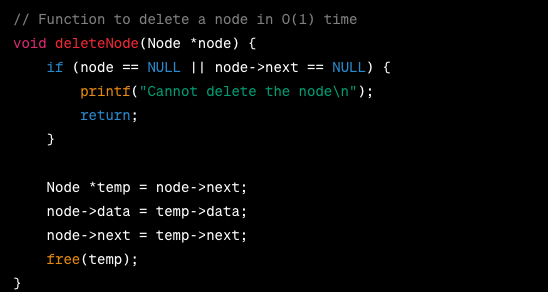 // Function to delete a node in O(1) time
void deleteNode(Node *node) {
    if (node == NULL || node->next == NULL) {
        printf("Cannot delete the node\n");
        return;
    }

    Node *temp = node->next;
    node->data = temp->data;
    node->next = temp->next;
    free(temp);
}